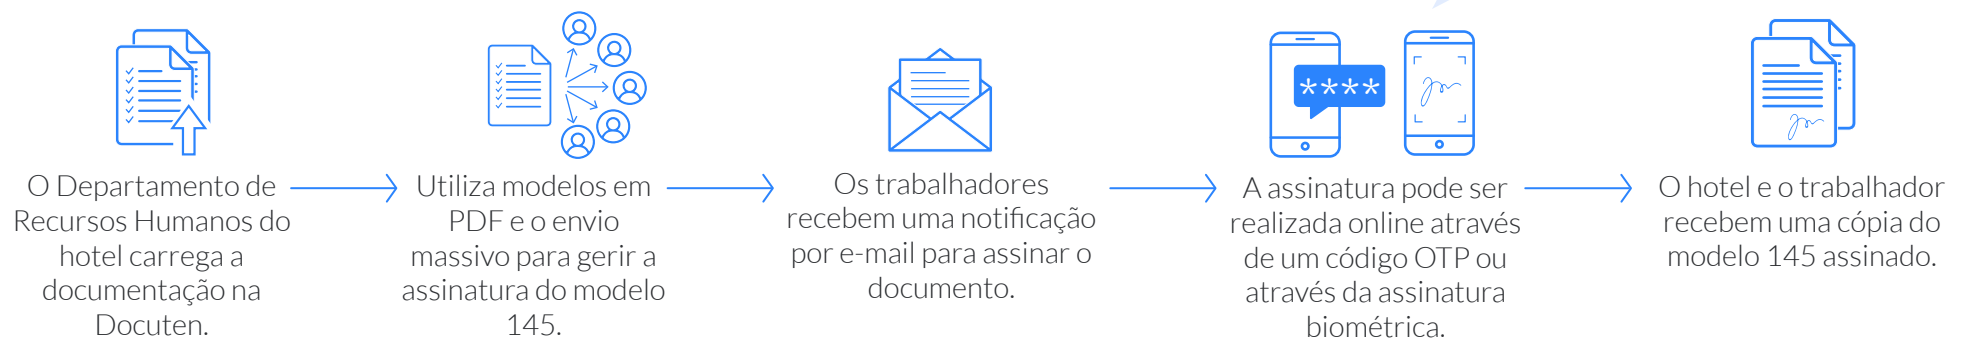 O Departamento de
Recursos Humanos do
hotel carrega a
documentação na
Docuten.
Utiliza modelos em
PDF e o envio
massivo para gerir a
assinatura do modelo
145.
Os trabalhadores
recebem uma notificação
por e-mail para assinar o
documento.
****
A assinatura pode ser
realizada online através
de um código OTP ou
através da assinatura
biométrica.
O hotel e o trabalhador
recebem uma cópia do
modelo 145 assinado.